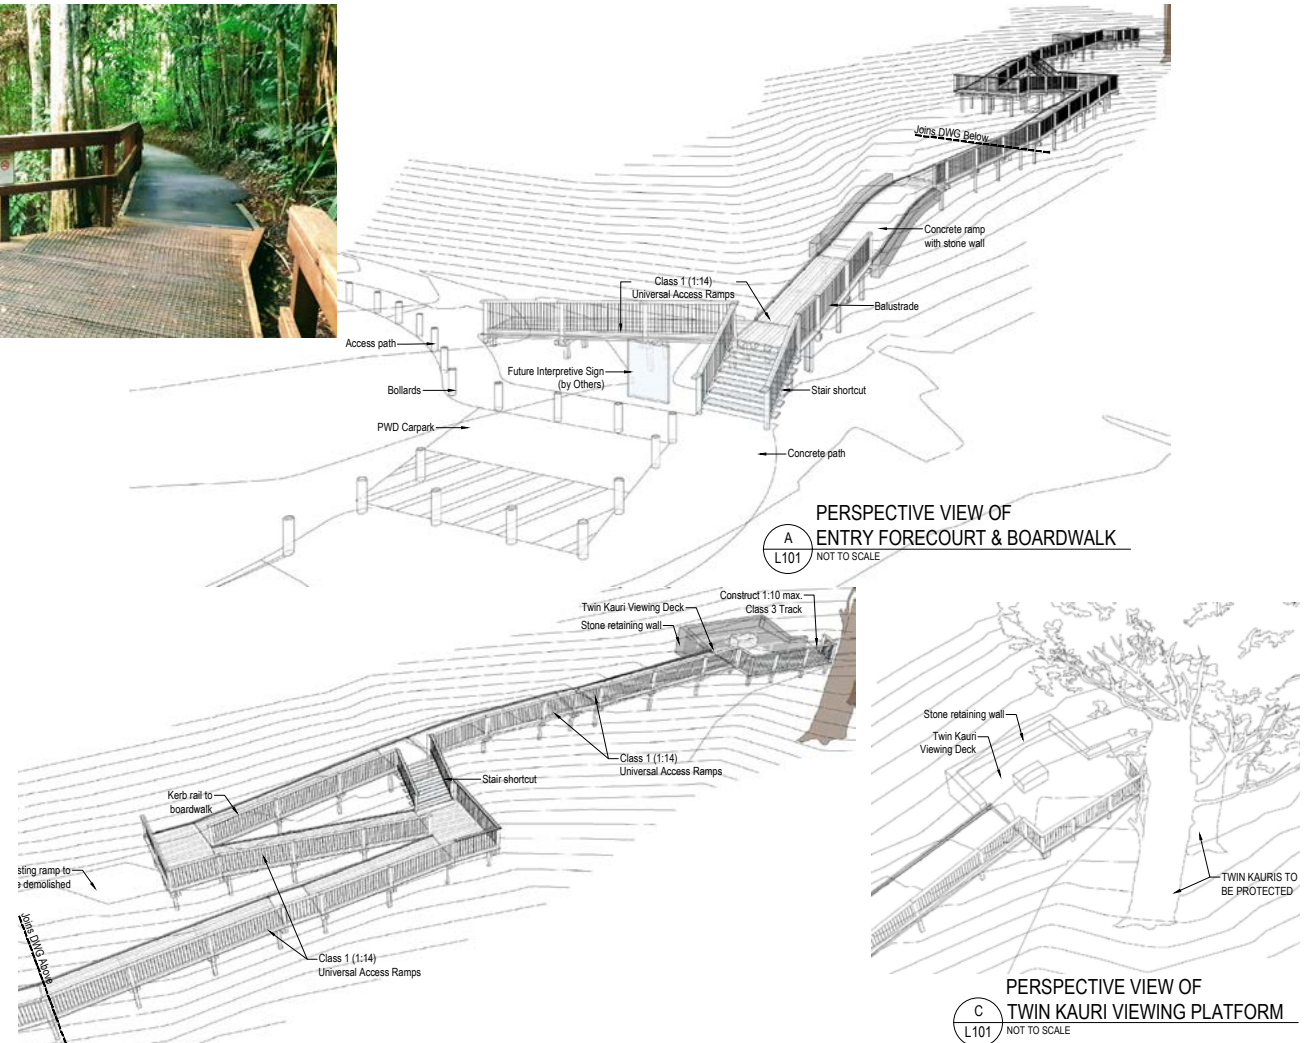 Joins DWG Below
Concrete ramp
with stone wall
Class 1 (1:14)
Universal Access Ramps
Balustrade
Access path
Future Interpretive Sign
(by Others)
Bollards
Stair shortcut
PWD Carpark
Concrete path
A
L101
PERSPECTIVE VIEW OF
ENTRY FORECOURT & BOARDWALK
NOT TO SCALE
Construct 1:10 max.
Class 3 Track
Twin Kauri Viewing Deck
Stone retaining wall
Class 1 (1:14)
Universal Access Ramps
Stair shortcut
Kerb rail to
boardwalk
ramp to
demolished
Joins DWG Above
Class 1 (1:14)
Universal Access Ramps
Stone retaining wall
Twin Kauri
Viewing Deck
TWIN KAURIS TO
BE PROTECTED
C
L101
PERSPECTIVE VIEW OF
TWIN KAURI VIEWING PLATFORM
NOT TO SCALE